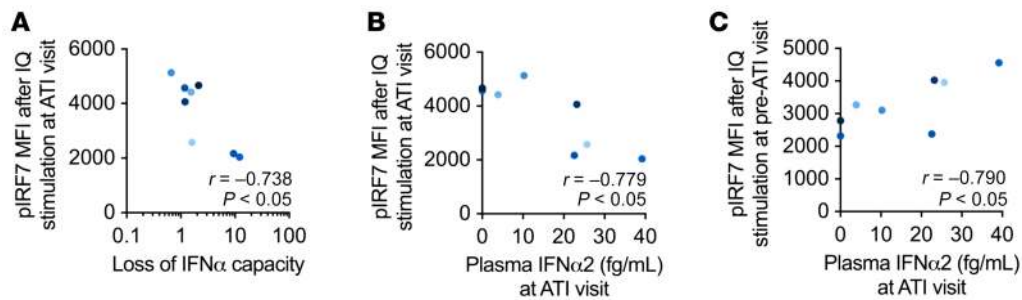 A
pIRF7 MFI after IQ
stimulation at ATI visit
6000
4000
2000
0
r = –0.738
P < 0.05
0.1
1
10
100
Loss of IFNα capacity
B
pIRF7 MFI after IQ
stimulation at ATI visit
6000
4000
2000
0
r = –0.779
P < 0.05
0
10
20
30
40
Plasma IFNα2 (fg/mL)
at ATI visit
C
pIRF7 MFI after IQ
stimulation at pre-ATI visit
5000
4000
3000
2000
1000
0
r = –0.790
P < 0.05
0
10
20
30
40
Plasma IFNα2 (fg/mL)
at ATI visit